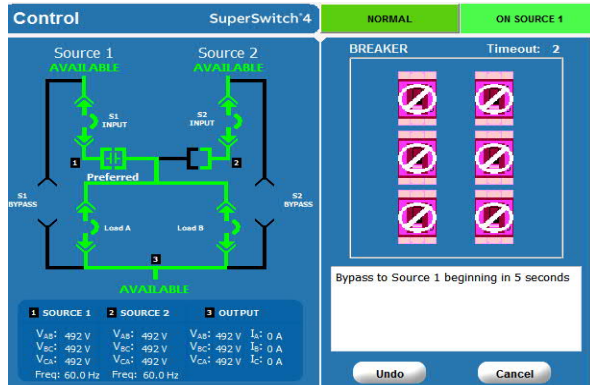 Control
SuperSwitch™4
NORMAL
ON SOURCE 1
Source 1
AVAILABLE
Source 2
AVAILABLE
S1
INPUT
S2
INPUT
1
2
Preferred
S1
BYPASS
S2
BYPASS
Load A
Load B
3
AVAILABLE
1 SOURCE 1
VAB: 492 V
VBC: 492 V
VCA: 492 V
Freq: 60.0 Hz
2 SOURCE 2
VAB: 492 V
VBC: 492 V
VCA: 492 V
Freq: 60.0 Hz
3 OUTPUT
VAB: 492 V IA: 0 A
VBC: 492 V IB: 0 A
VCA: 492 V IC: 0 A
BREAKER
Timeout: 2
Bypass to Source 1 beginning in 5 seconds
Undo
Cancel